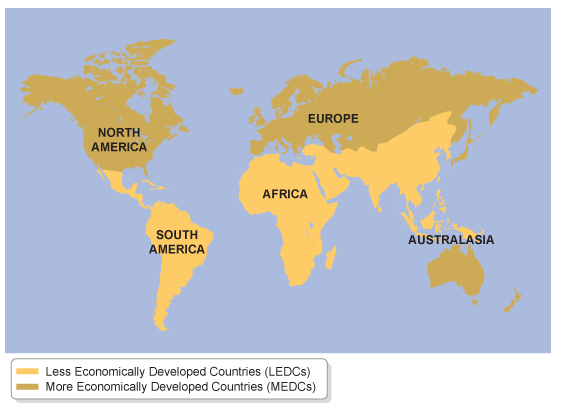 NORTH
AMERICA
EUROPE
AFRICA
SOUTH
AMERICA
AUSTRALASIA
Less Economically Developed Countries (LEDCs)
More Economically Developed Countries (MEDCs)